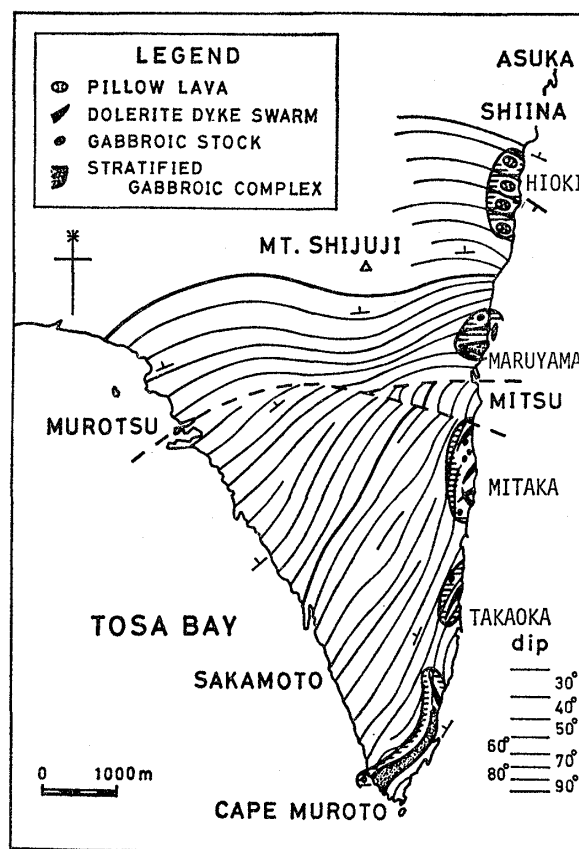 LEGEND
PILLOW LAVA
DOLERITE DYKE SWARM
GABBROIC STOCK
STRATIFIED
GABBROIC COMPLEX
ASUKA
SHIINA
HIOKI
MT. SHIJUJI
MARUYAMA
MITSU
MUROTSU
MITAKA
TOSA BAY
TAKAOKA
SAKAMOTO
dip
30°
40°
50°
60°
70°
80°
90°
0 1000m
CAPE MUROTO